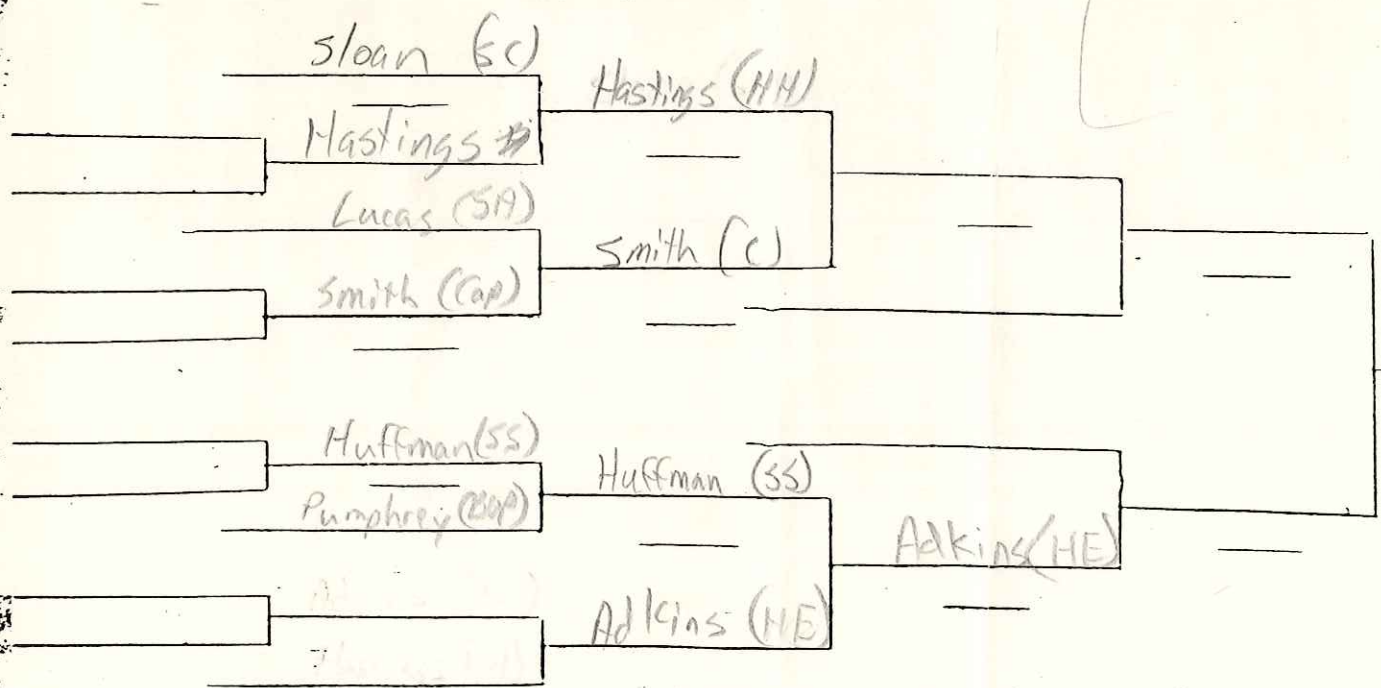 Sloan (SC)
Hastings (HH)
Hastings
Lucas (SA)
Smith (C)
Smith (Cap)
Huffman (SS)
Huffman (SS)
Pumphrey
Adkins (HE)
Adkins (HE)